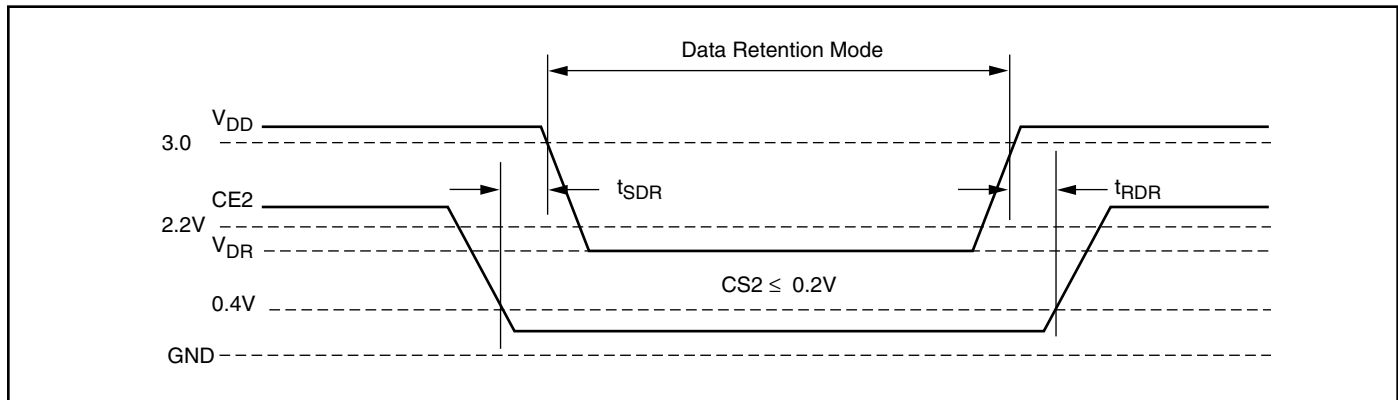 Data Retention Mode
VDD
3.0
tSDR
tRDR
CE2
2.2V
VDR
CS2 ≤ 0.2V
0.4V
GND